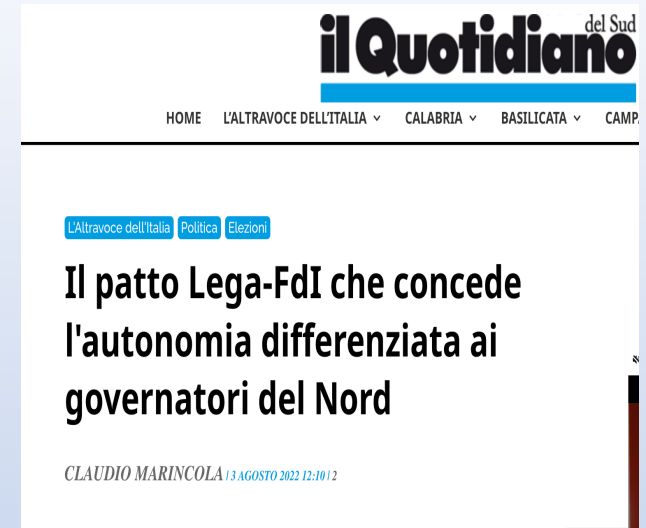 il Quotidiano
del Sud
HOME L'ALTRAVOCE DELL'ITALIA CALABRIA BASILICATA CAMP
L'Altravoce dell'Italia Politica Elezioni
Il patto Lega-FdI che concede
l'autonomia differenziata ai
governatori del Nord
CLAUDIO MARINCOLA | 3 AGOSTO 2022 12:10 | 2